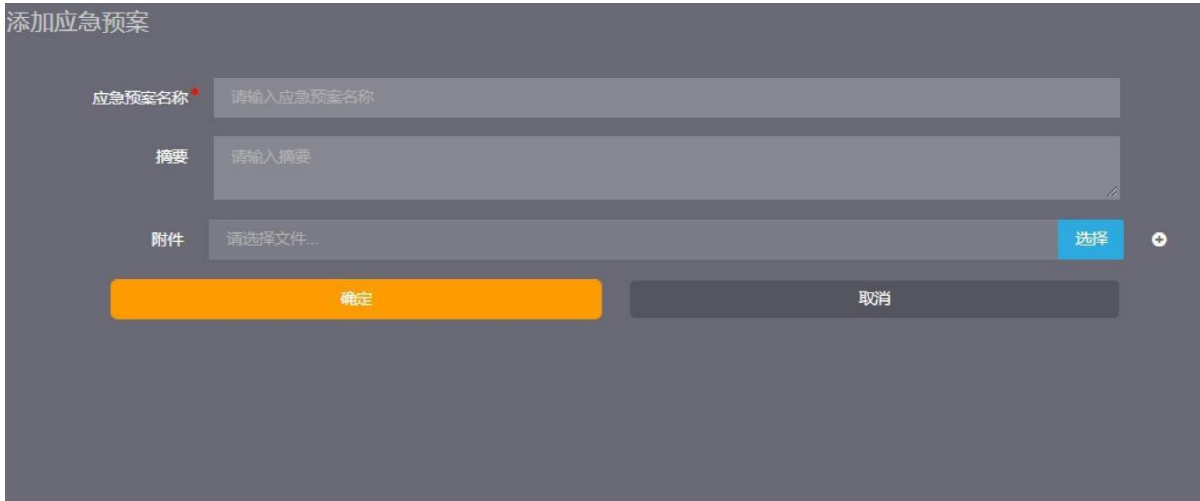 添加应急预案
应急预案名称* 请输入应急预案名称
摘要 请输入摘要
附件 请选择文件... 选择
确定 取消